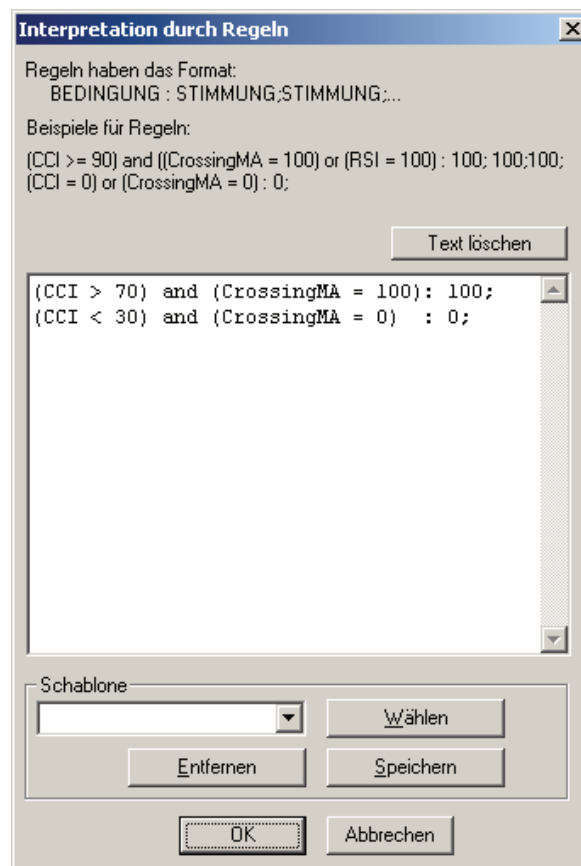 Interpretation durch Regeln
Regeln haben das Format:
BEDINGUNG : STIMMUNG;STIMMUNG;...
Beispiele für Regeln:
(CCI >= 90) and ((CrossingMA = 100) or (RSI = 100) : 100; 100;100;
(CCI = 0) or (CrossingMA = 0) : 0;
Text löschen
(CCI > 70) and (CrossingMA = 100): 100;
(CCI < 30) and (CrossingMA = 0)  : 0;
Schablone
Wählen
Entfernen
Speichern
OK
Abbrechen